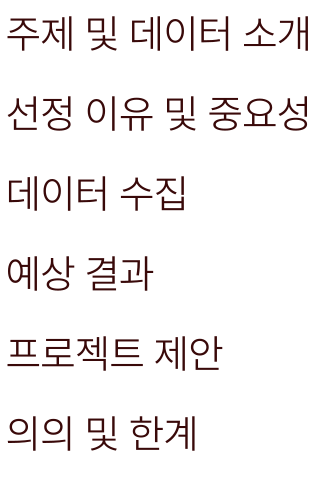 주제 및 데이터 소개
선정 이유 및 중요성
데이터 수집
예상 결과
프로젝트 제안
의의 및 한계